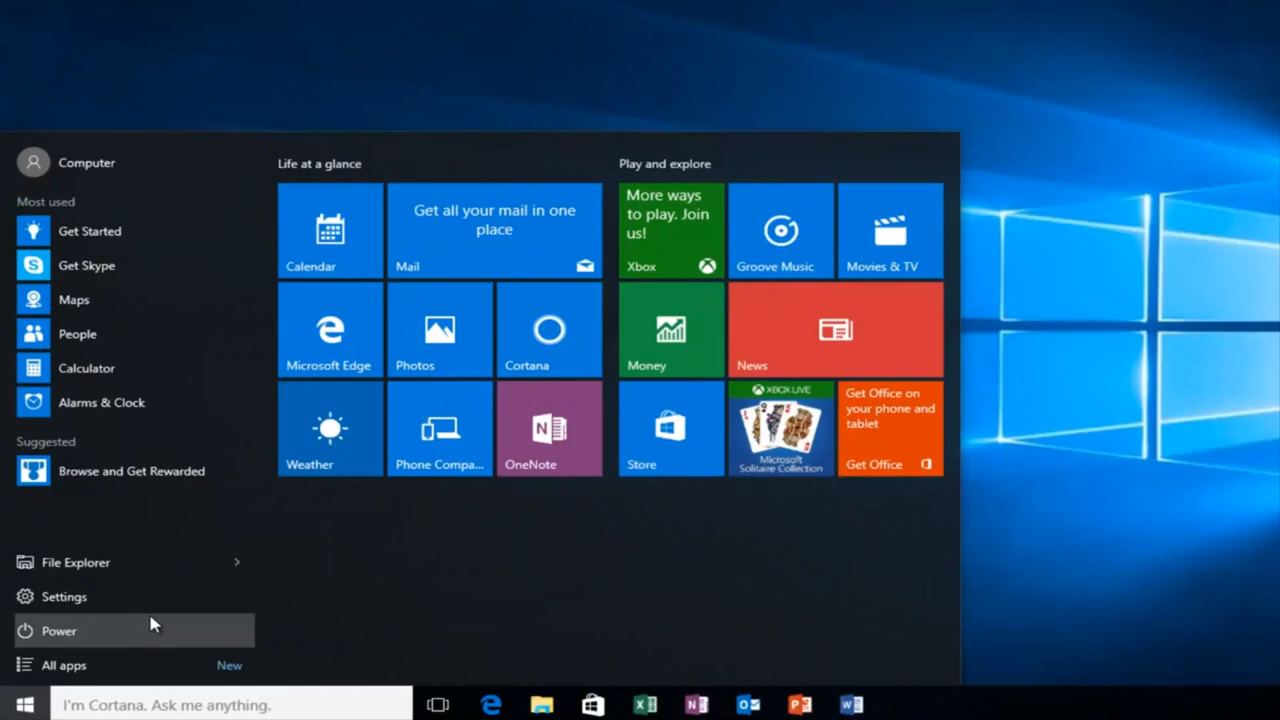 Computer
Most used
Get Started
Get Skype
Maps
People
Calculator
Alarms & Clock
Suggested
Browse and Get Rewarded
File Explorer
Settings
Power
All apps New
Life at a glance
Calendar
Get all your mail in one
place
Mail
Microsoft Edge
Photos
Cortana
Weather
Phone Compa...
OneNote
Play and explore
More ways
to play. Join
us!
Xbox
Groove Music
Movies & TV
Money
News
Store
XBOX LIVE
Microsoft
Solitaire Collection
Get Office on
your phone and
tablet
Get Office
I'm Cortana. Ask me anything.